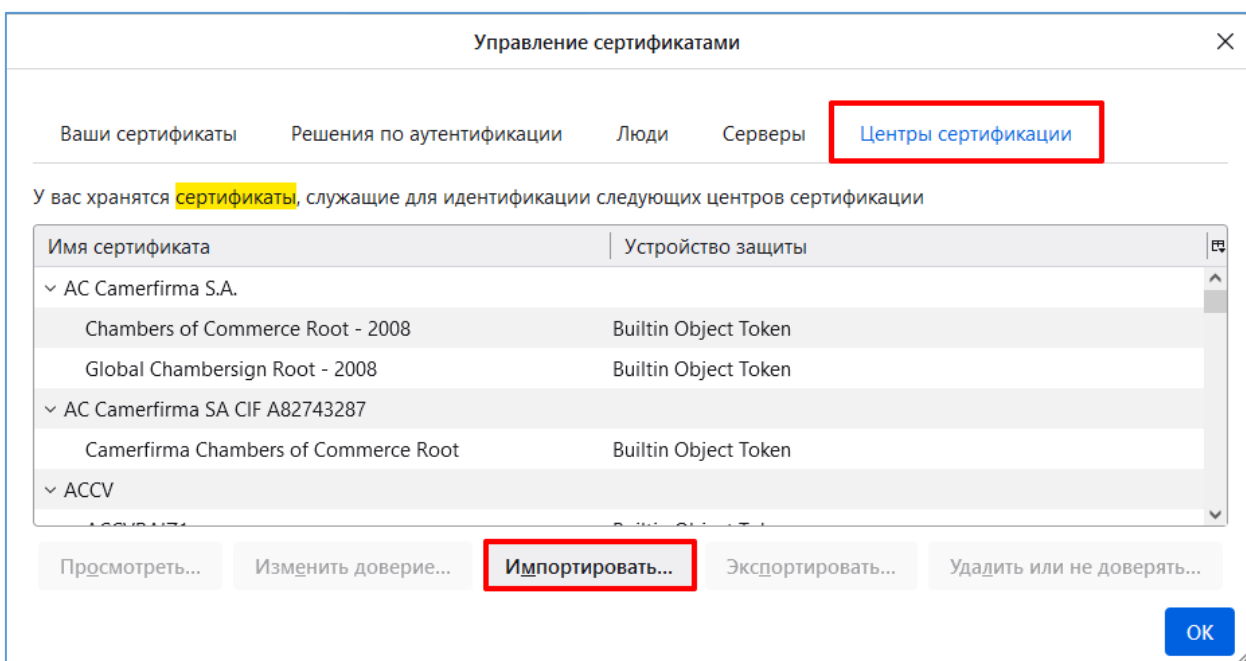 Управление сертификатами
Ваши сертификаты Решения по аутентификации Люди Серверы Центры сертификации
У вас хранятся сертификаты, служащие для идентификации следующих центров сертификации
Имя сертификата Устройство защиты
AC Camerfirma S.A.
Chambers of Commerce Root - 2008 Builtin Object Token
Global Chambersign Root - 2008 Builtin Object Token
AC Camerfirma SA CIF A82743287
Camerfirma Chambers of Commerce Root Builtin Object Token
ACCV
Просмотреть... Изменить доверие... Импортировать... Экспортировать... Удалить или не доверять...
ОК